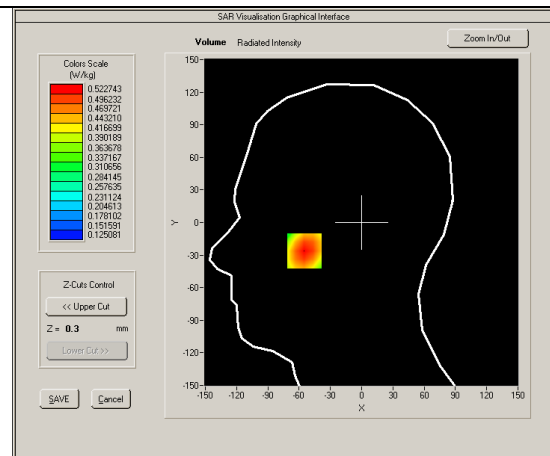 SAR Visualisation Graphical Interface
Volume Radiated Intensity
Zoom In/Out
Colors Scale
(W/kg)
0.522743
0.496232
0.469721
0.443210
0.416699
0.390189
0.363678
0.337167
0.310656
0.284145
0.257635
0.231124
0.204613
0.178102
0.151591
0.125081
Z-Cuts Control
<< Upper Cut
Z = 0.3 mm
Lower Cut >>
SAVE
Cancel
150
120
90
60
30
0
-30
-60
-90
-120
-150
Y
-150 -120 -90 -60 -30 0 30 60 90 120 150
X